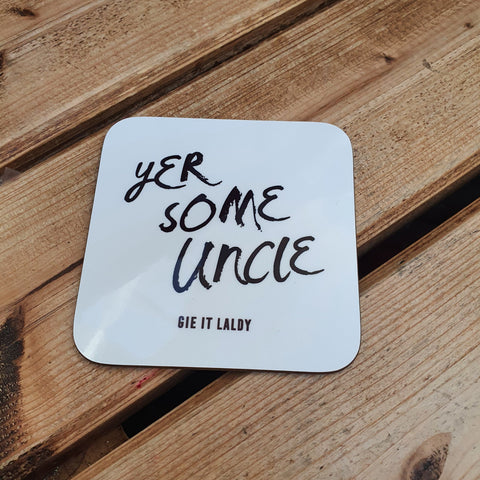 yER
SOME
UNCLE
GIE IT LALDY